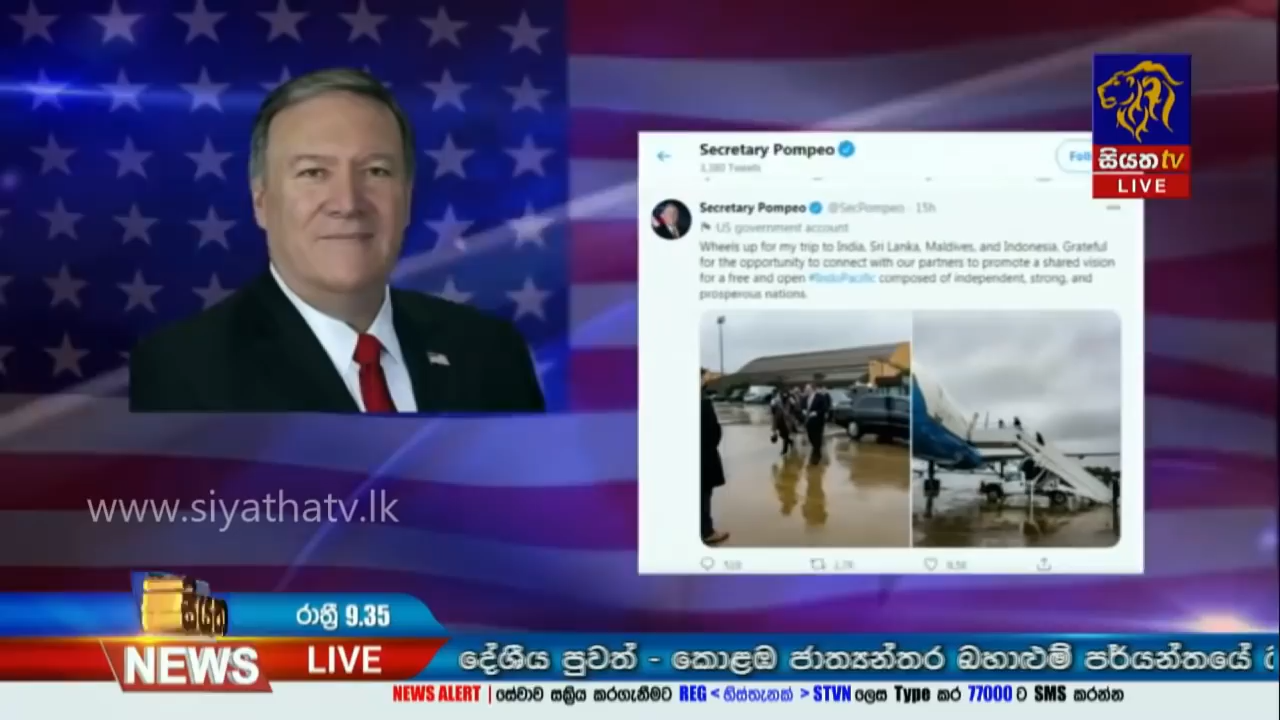 සියත tv
LIVE
Secretary Pompeo
Tweets
Secretary Pompeo @SecPompeo · 15h
US government account
Wheels up for my trip to India, Sri Lanka, Maldives, and Indonesia. Grateful
for the opportunity to connect with our partners to promote a shared vision
for a free and open #IndoPacific composed of independent, strong, and
prosperous nations.
www.siyathatv.lk
සියත
රාත්‍රී 9.35
NEWS
LIVE
දේශීය පුවත් - කොළඹ ජාත්‍යන්තර බහාළුම් පර්යන්තයේ
NEWS ALERT | සේවාව සක්‍රිය කරගැනීමට REG < හිස්තැනක් > STVN ලෙස Type කර 77000 ට SMS කරන්න